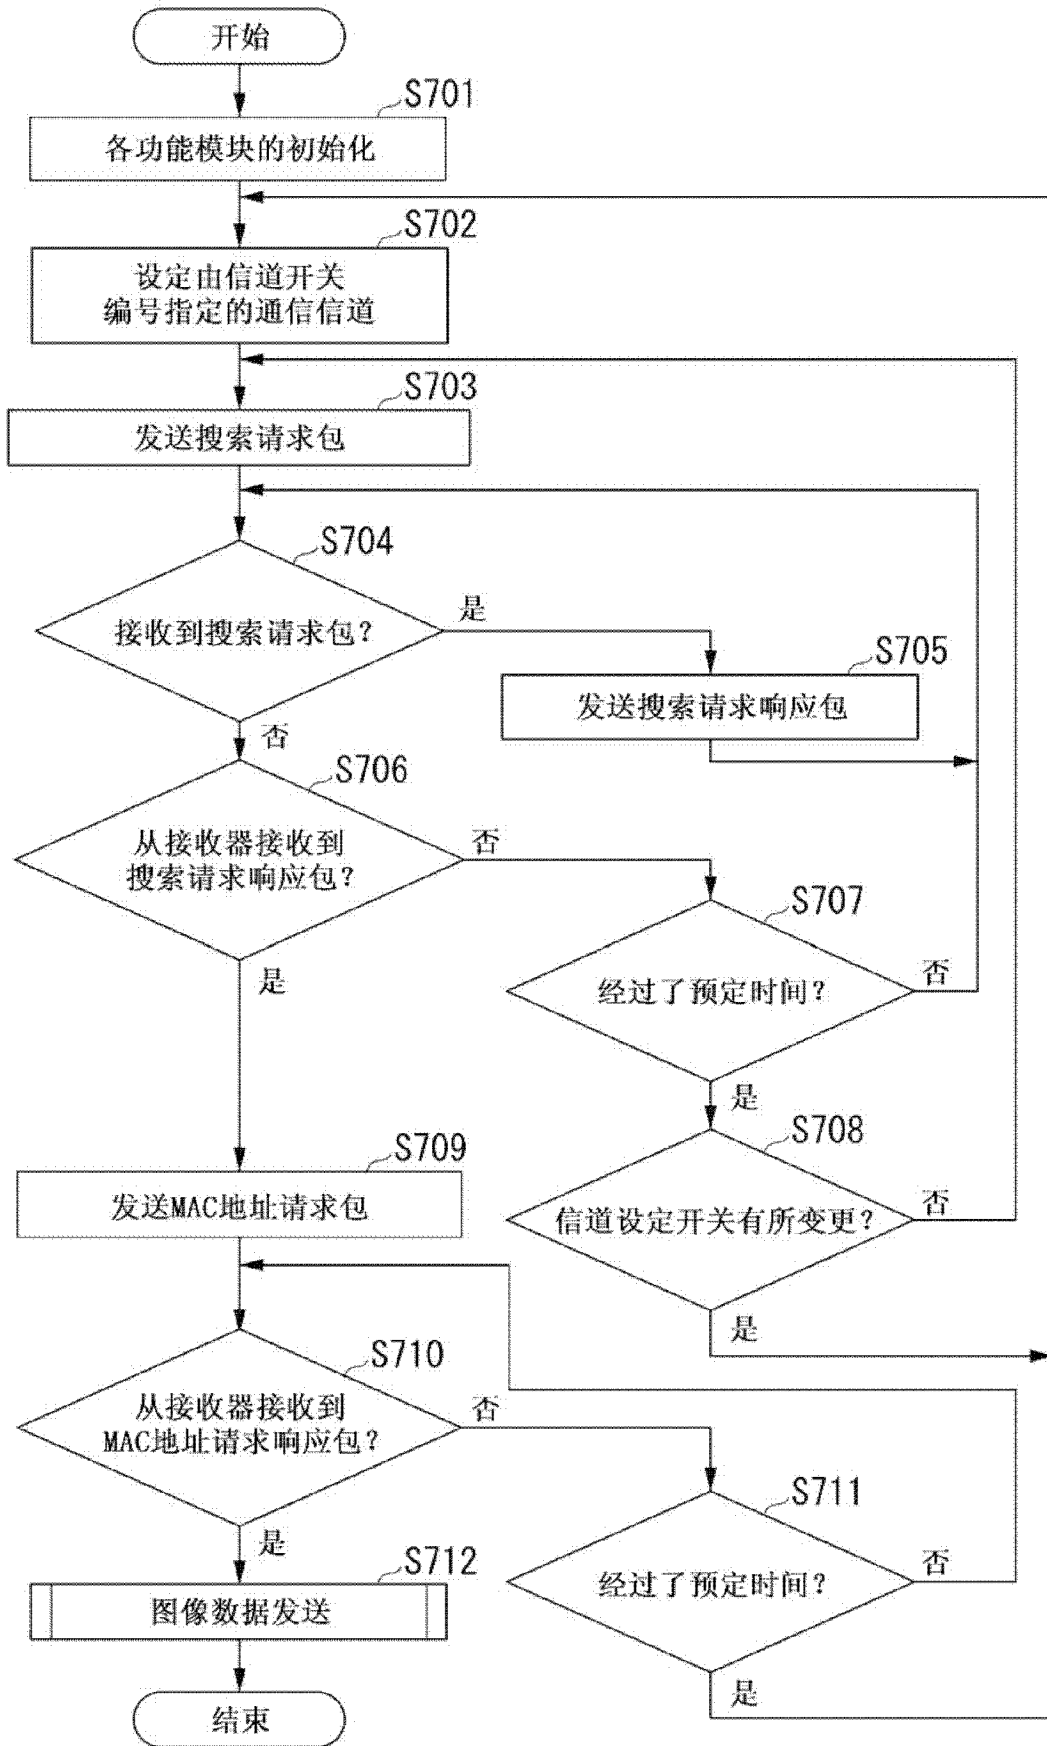 开始
S701
各功能模块的初始化
S702
设定由信道开关
编号指定的通信信道
S703
发送搜索请求包
S704
接收到搜索请求包？
是
S705
发送搜索请求响应包
否
S706
从接收器接收到
搜索请求响应包？
否
S707
经过了预定时间？
否
是
是
S708
信道设定开关有所变更？
否
是
S709
发送MAC地址请求包
S710
从接收器接收到
MAC地址请求响应包？
否
S711
经过了预定时间？
否
是
是
S712
图像数据发送
结束